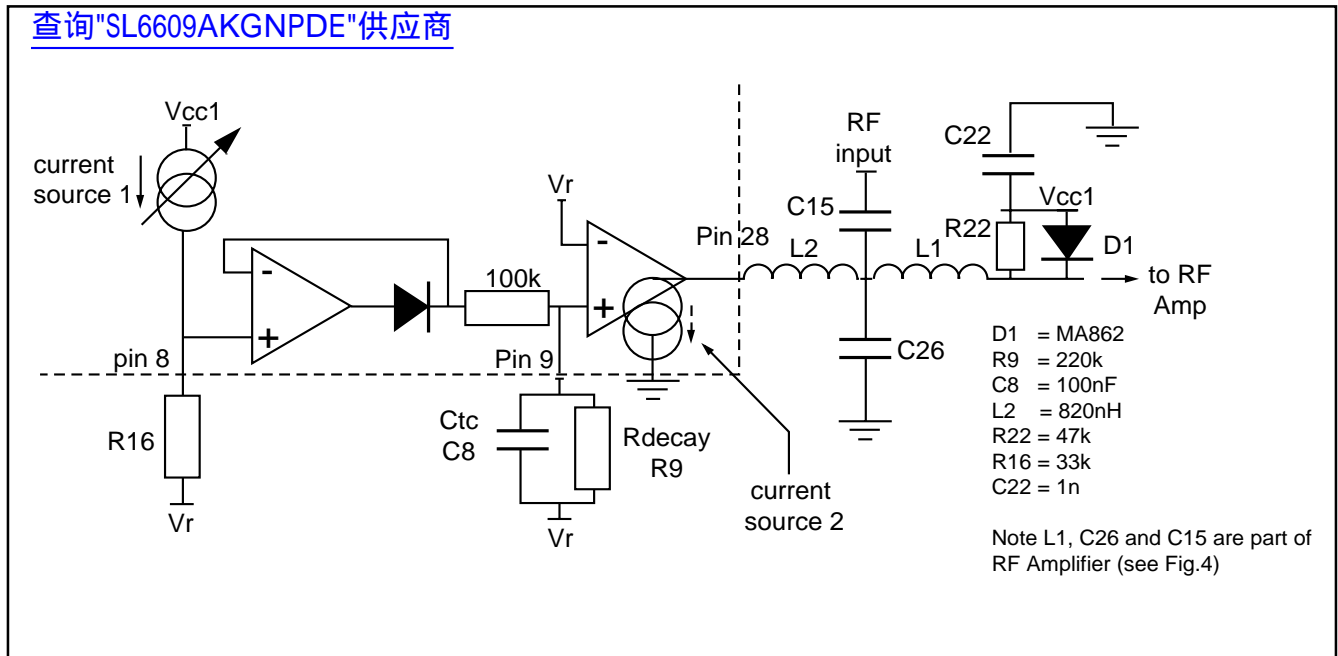 查询"SL6609AKGNPDE"供应商
Vcc1
current
source 1
-
+
pin 8
R16
Vr
100k
Pin 9
Ctc
C8
Rdecay
R9
Vr
Vr
-
+
Pin 28
current
source 2
L2
RF
input
C15
C26
L1
C22
Vcc1
R22
D1
to RF
Amp
D1 = MA862
R9 = 220k
C8 = 100nF
L2 = 820nH
R22 = 47k
R16 = 33k
C22 = 1n
Note L1, C26 and C15 are part of
RF Amplifier (see Fig.4)